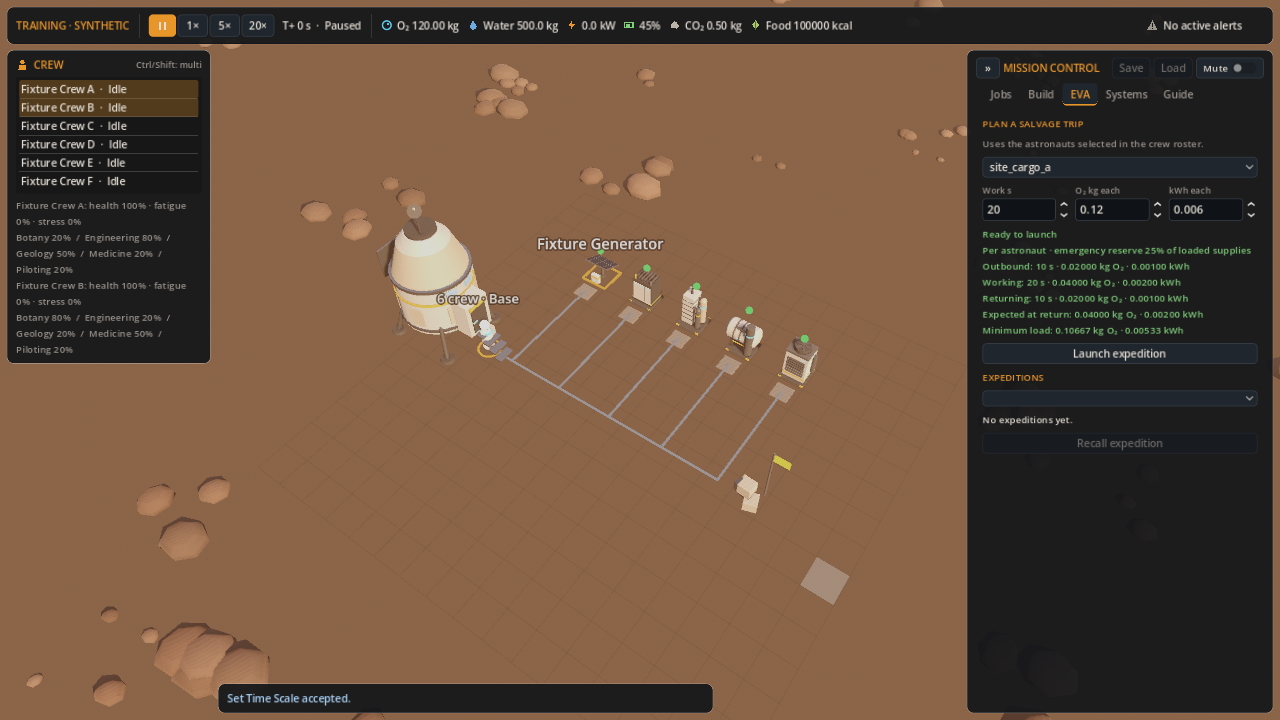 TRAINING · SYNTHETIC
1×
5×
20×
T+ 0 s · Paused
O₂ 120.00 kg
Water 500.0 kg
0.0 kW
45%
CO₂ 0.50 kg
Food 100000 kcal
No active alerts
CREW
Ctrl/Shift: multi
Fixture Crew A · Idle
Fixture Crew B · Idle
Fixture Crew C · Idle
Fixture Crew D · Idle
Fixture Crew E · Idle
Fixture Crew F · Idle
Fixture Crew A: health 100% · fatigue
0% · stress 0%
Botany 20% / Engineering 80% /
Geology 50% / Medicine 20% /
Piloting 20%
Fixture Crew B: health 100% · fatigue
0% · stress 0%
Botany 80% / Engineering 20% /
Geology 20% / Medicine 50% /
Piloting 20%
Fixture Generator
6 crew · Base
» MISSION CONTROL
Save
Load
Mute
Jobs
Build
EVA
Systems
Guide
PLAN A SALVAGE TRIP
Uses the astronauts selected in the crew roster.
site_cargo_a
Work s
O₂ kg each
kWh each
20
0.12
0.006
Ready to launch
Per astronaut · emergency reserve 25% of loaded supplies
Outbound: 10 s · 0.02000 kg O₂ · 0.00100 kWh
Working: 20 s · 0.04000 kg O₂ · 0.00200 kWh
Returning: 10 s · 0.02000 kg O₂ · 0.00100 kWh
Expected at return: 0.04000 kg O₂ · 0.00200 kWh
Minimum load: 0.10667 kg O₂ · 0.00533 kWh
Launch expedition
EXPEDITIONS
No expeditions yet.
Recall expedition
Set Time Scale accepted.